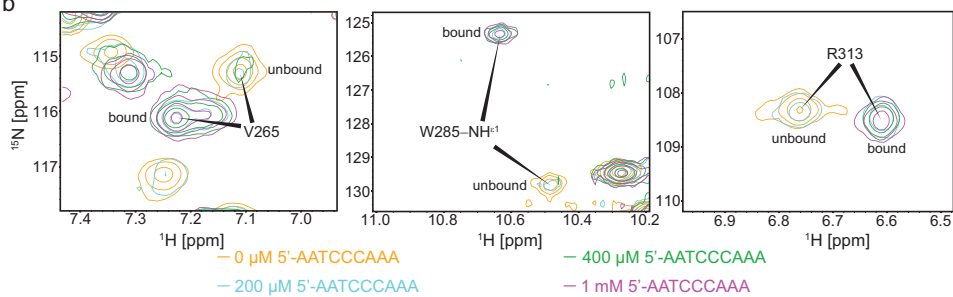 b
115
116
117
¹⁵N [ppm]
unbound
bound
V265
7.4
7.3
7.2
7.1
7.0
¹H [ppm]
125
126
127
128
129
130
bound
W285–NHᵋ¹
unbound
11.0
10.8
10.6
10.4
10.2
¹H [ppm]
107
108
109
110
R313
unbound
bound
6.9
6.8
6.7
6.6
6.5
¹H [ppm]
– 0 µM 5'-AATCCCAAA
– 400 µM 5'-AATCCCAAA
– 200 µM 5'-AATCCCAAA
– 1 mM 5'-AATCCCAAA